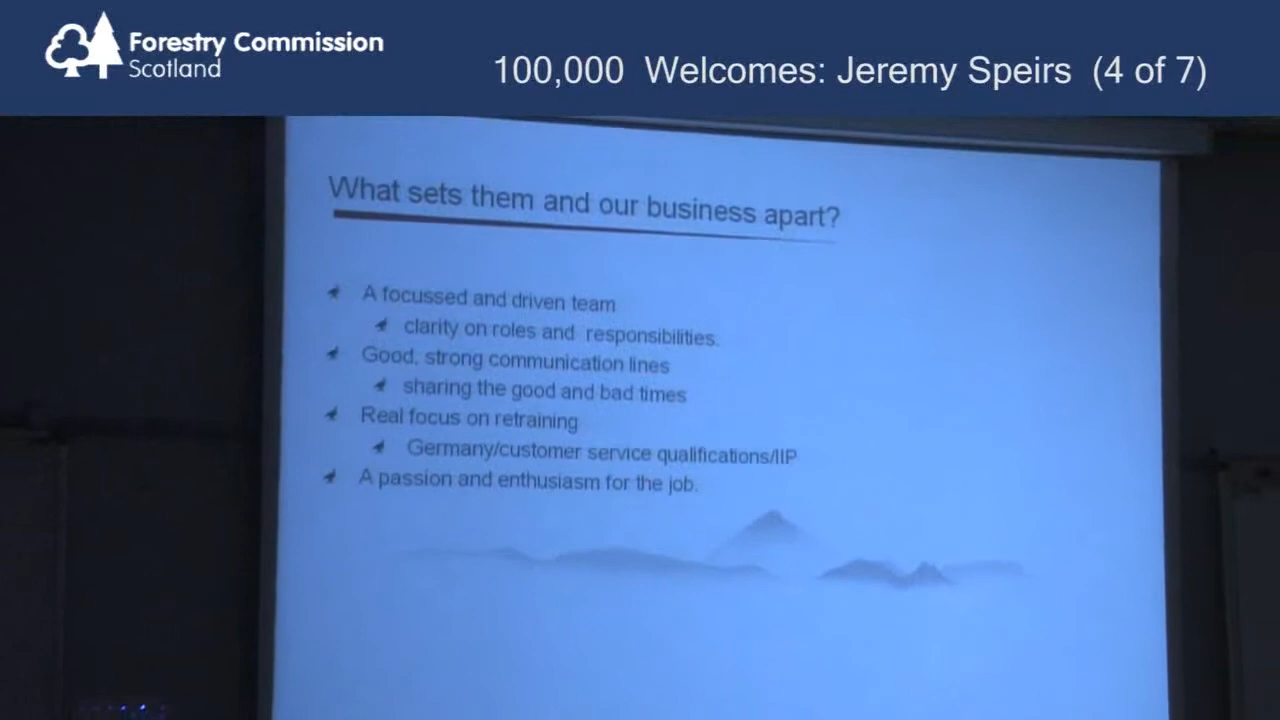 Forestry Commission
Scotland
100,000 Welcomes: Jeremy Speirs (4 of 7)
What sets them and our business apart?
A focussed and driven team
clarity on roles and responsibilities.
Good, strong communication lines
sharing the good and bad times
Real focus on retraining
Germany/customer service qualifications/IIP
A passion and enthusiasm for the job.